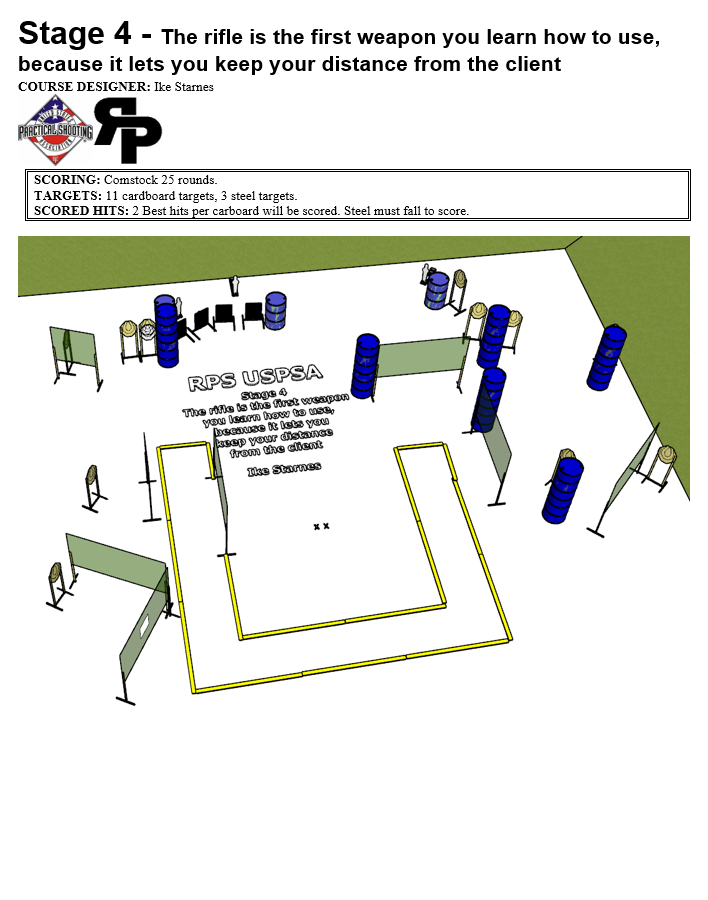 Stage 4 - The rifle is the first weapon you learn how to use,
because it lets you keep your distance from the client
COURSE DESIGNER: Ike Starnes
UNITED STATES
PRACTICAL SHOOTING
ASSOCIATION
RP
SCORING: Comstock 25 rounds.
TARGETS: 11 cardboard targets, 3 steel targets.
SCORED HITS: 2 Best hits per carboard will be scored. Steel must fall to score.
RPS USPSA
Stage 4
The rifle is the first weapon
you learn how to use,
because it lets you
keep your distance
from the client
Ike Starnes
x x